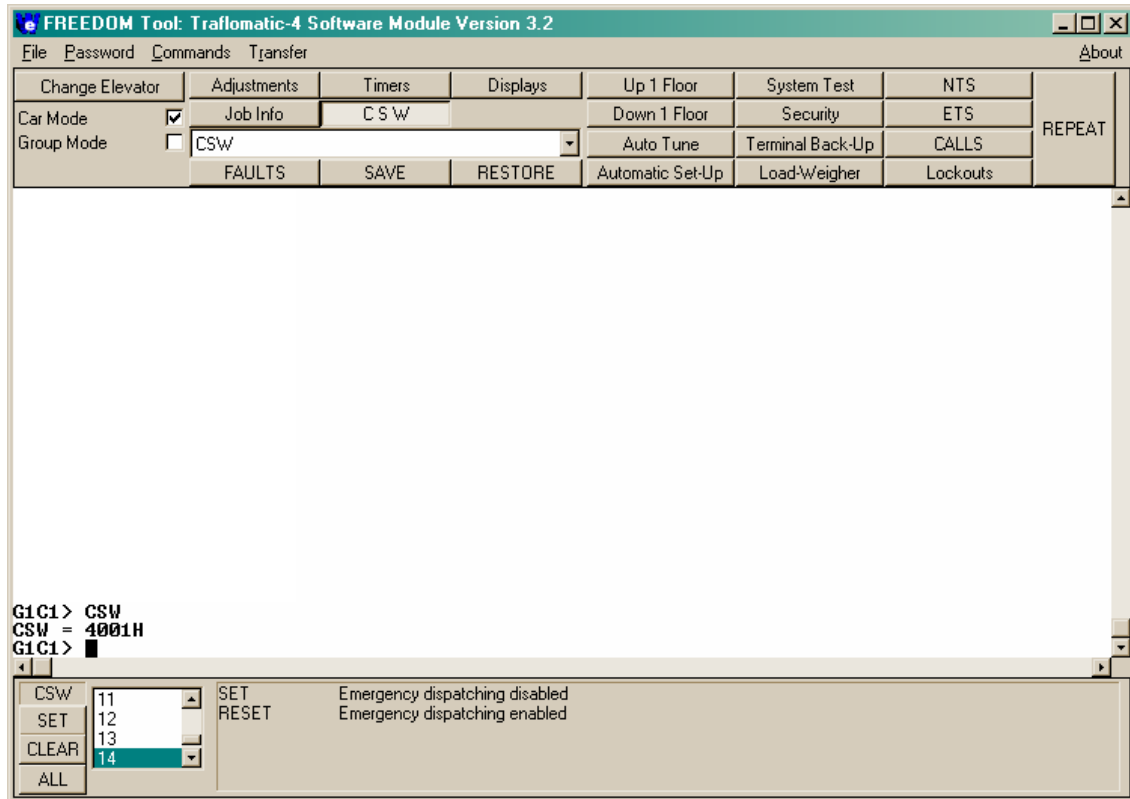 FREEDOM Tool: Traflomatic-4 Software Module Version 3.2
File Password Commands Transfer About
Change Elevator Adjustments Timers Displays Up 1 Floor System Test NTS
Car Mode Job Info C S W Down 1 Floor Security ETS
REPEAT
Group Mode CSW Auto Tune Terminal Back-Up CALLS
FAULTS SAVE RESTORE Automatic Set-Up Load-Weigher Lockouts
G1C1> CSW
CSW = 4001H
G1C1>
CSW 11 SET Emergency dispatching disabled
SET 12 RESET Emergency dispatching enabled
CLEAR 13
14
ALL